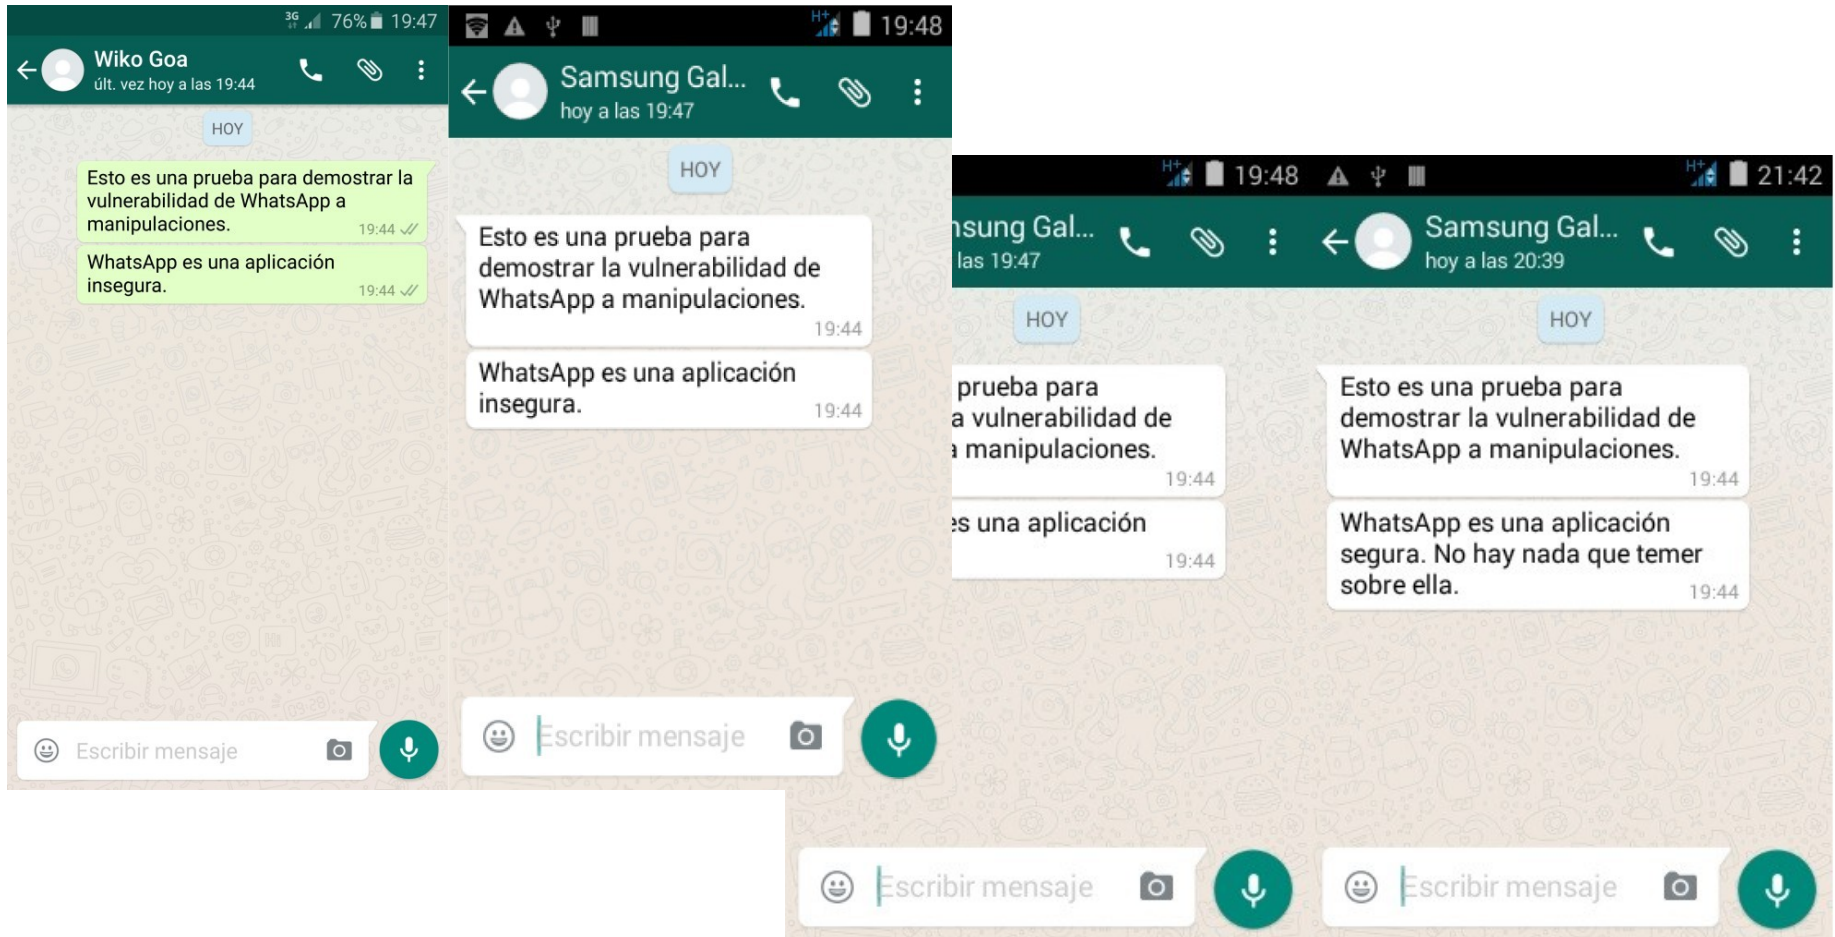 3G 76% 19:47
Wiko Goa
últ. vez hoy a las 19:44
HOY
Esto es una prueba para demostrar la
vulnerabilidad de WhatsApp a
manipulaciones.
19:44
WhatsApp es una aplicación
insegura.
19:44
Escribir mensaje
H+ 19:48
Samsung Gal...
hoy a las 19:47
HOY
Esto es una prueba para
demostrar la vulnerabilidad de
WhatsApp a manipulaciones.
19:44
WhatsApp es una aplicación
insegura.
19:44
Escribir mensaje
H+ 19:48
nsung Gal...
las 19:47
HOY
prueba para
a vulnerabilidad de
a manipulaciones.
19:44
es una aplicación
19:44
Escribir mensaje
H+ 21:42
Samsung Gal...
hoy a las 20:39
HOY
Esto es una prueba para
demostrar la vulnerabilidad de
WhatsApp a manipulaciones.
19:44
WhatsApp es una aplicación
segura. No hay nada que temer
sobre ella.
19:44
Escribir mensaje